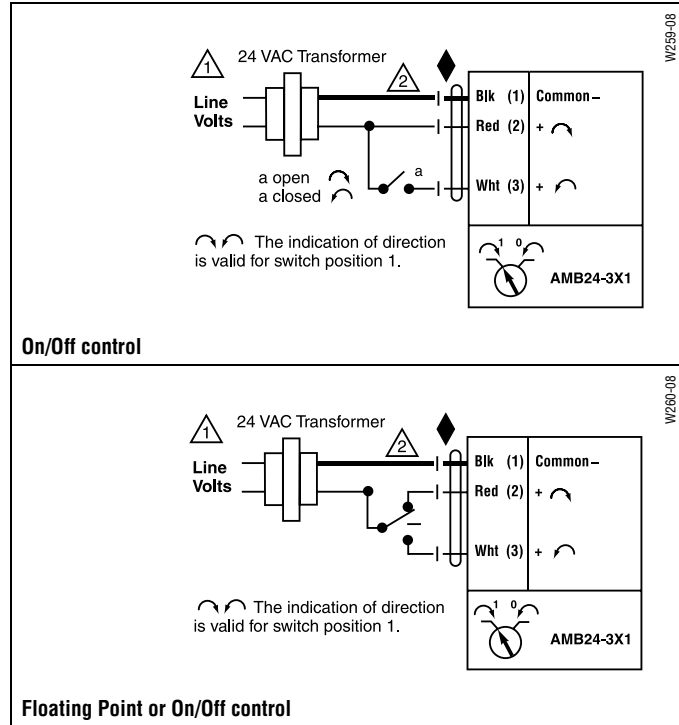 W259-08
24 VAC Transformer
1
2
Line
Volts
Blk (1) Common –
Red (2) +
a open
a closed
a
Wht (3) +
The indication of direction
is valid for switch position 1.
1 0
AMB24-3X1
On/Off control
W260-08
24 VAC Transformer
1
2
Line
Volts
Blk (1) Common –
Red (2) +
Wht (3) +
The indication of direction
is valid for switch position 1.
1 0
AMB24-3X1
Floating Point or On/Off control